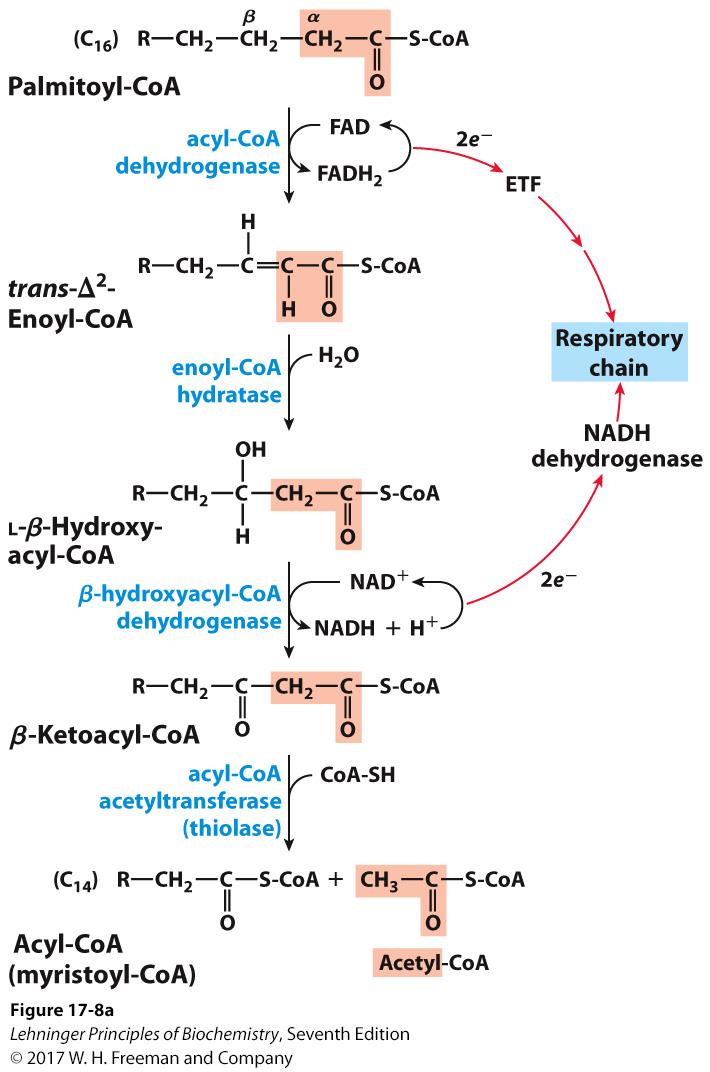 β α
(C₁₆) R—CH₂—CH₂—CH₂—C—S-CoA
O
Palmitoyl-CoA
acyl-CoA
dehydrogenase
FAD
FADH₂
2e⁻
ETF
H
R—CH₂—C=C—C—S-CoA
H O
trans-Δ²-
Enoyl-CoA
Respiratory
chain
enoyl-CoA
hydratase
H₂O
NADH
dehydrogenase
OH
R—CH₂—C—CH₂—C—S-CoA
H O
L-β-Hydroxy-
acyl-CoA
β-hydroxyacyl-CoA
dehydrogenase
NAD⁺
NADH + H⁺
2e⁻
R—CH₂—C—CH₂—C—S-CoA
O O
β-Ketoacyl-CoA
acyl-CoA
acetyltransferase
(thiolase)
CoA-SH
(C₁₄) R—CH₂—C—S-CoA + CH₃—C—S-CoA
O O
Acyl-CoA
(myristoyl-CoA)
Acetyl-CoA
Figure 17-8a
Lehninger Principles of Biochemistry, Seventh Edition
© 2017 W. H. Freeman and Company